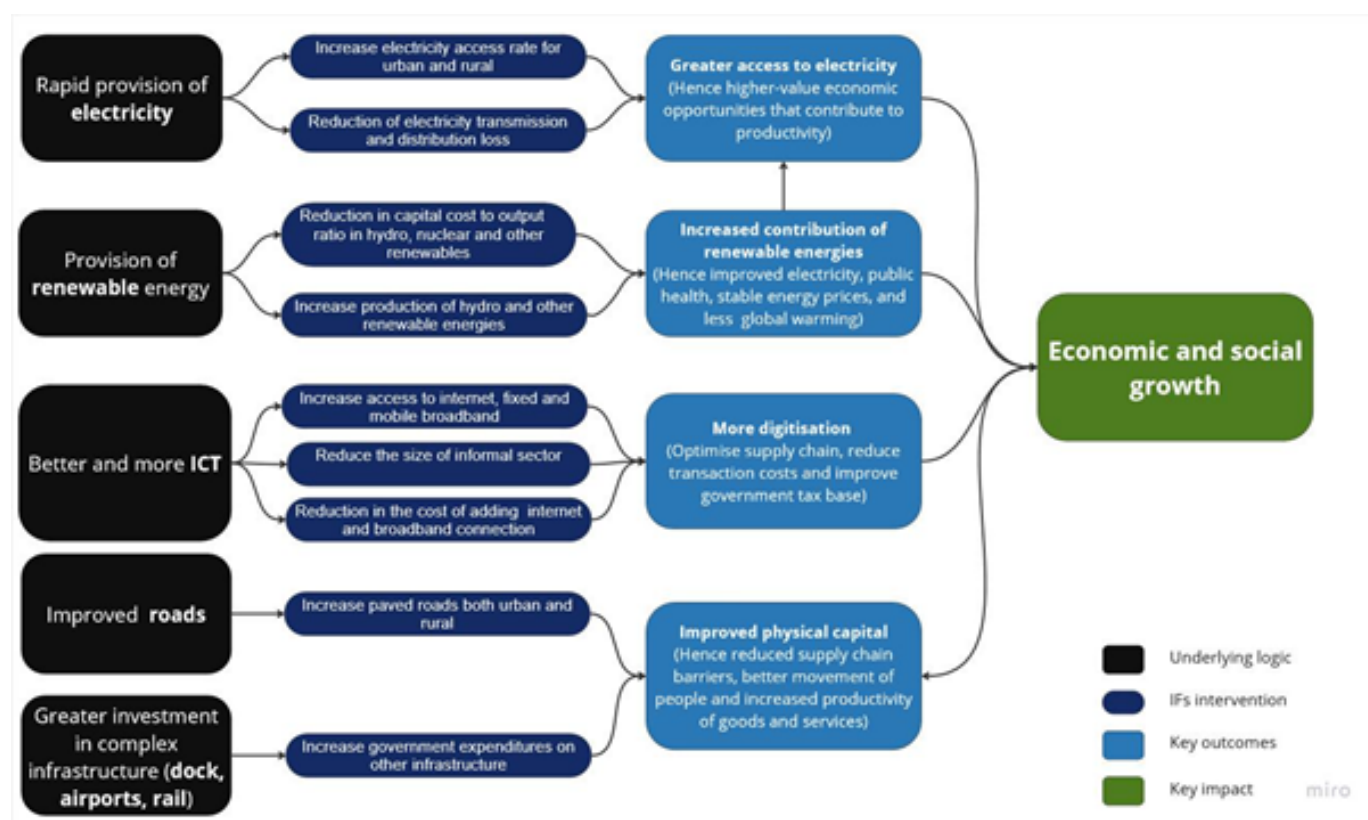 Rapid provision of
electricity
Increase electricity access rate for
urban and rural
Reduction of electricity transmission
and distribution loss
Greater access to electricity
(Hence higher-value economic
opportunities that contribute to
productivity)
Provision of
renewable energy
Reduction in capital cost to output
ratio in hydro, nuclear and other
renewables
Increase production of hydro and other
renewable energies
Increased contribution of
renewable energies
(Hence improved electricity, public
health, stable energy prices, and
less global warming)
Economic and social
growth
Better and more ICT
Increase access to internet, fixed and
mobile broadband
Reduce the size of informal sector
Reduction in the cost of adding internet
and broadband connection
More digitisation
(Optimise supply chain, reduce
transaction costs and improve
government tax base)
Improved roads
Increase paved roads both urban and
rural
Improved physical capital
(Hence reduced supply chain
barriers, better movement of
people and increased productivity
of goods and services)
Greater investment
in complex
infrastructure (dock,
airports, rail)
Increase government expenditures on
other infrastructure
Underlying logic
IFs intervention
Key outcomes
Key impact
miro